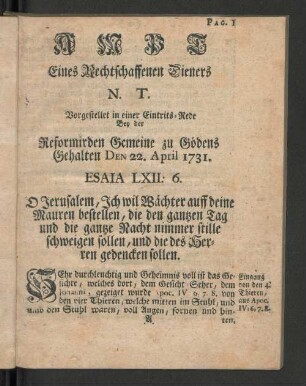 PAG. 1
AMPT
Eines Rechtschaffenen Dieners
N. T.
Vorgestellet in einer Eintrits-Rede
Bey der
Reformirden Gemeine zu Gödens
Gehalten DEN 22. April 1731.
ESAIA LXII: 6.
O Jerusalem, Ich wil Wächter auff deine
Mauren bestellen, die den gantzen Tag
und die gantze Nacht nimmer stille
schweigen sollen, und die des Her-
ren gedencken sollen.
SEhr durchleuchtig und Geheimnis voll ist das Ge-
sichte, welches dort, dem Gesicht-Seher, dem
Johanni, gezeiget wurde Apoc. IV 6. 7. 8. von
den vier Thieren, welche mitten im Stuhl, und
umb den Stuhl waren, voll Augen, fornen und hin-
A. ten,
Eingang
von den 4.
Thieren,
aus Apoc.
IV: 6. 7. 8.